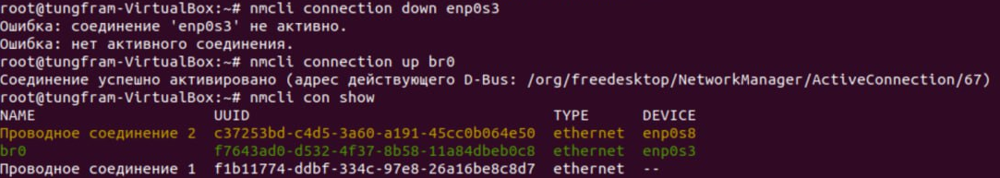 root@tungfram-VirtualBox:~# nmcli connection down enp0s3
Ошибка: соединение 'enp0s3' не активно.
Ошибка: нет активного соединения.
root@tungfram-VirtualBox:~# nmcli connection up br0
Соединение успешно активировано (адрес действующего D-Bus: /org/freedesktop/NetworkManager/ActiveConnection/67)
root@tungfram-VirtualBox:~# nmcli con show
NAME UUID TYPE DEVICE
Проводное соединение 2 c37253bd-c4d5-3a60-a191-45cc0b064e50 ethernet enp0s8
br0 f7643ad0-d532-4f37-8b58-11a84dbeb0c8 ethernet enp0s3
Проводное соединение 1 f1b11774-ddbf-334c-97e8-26a16be8c8d7 ethernet --